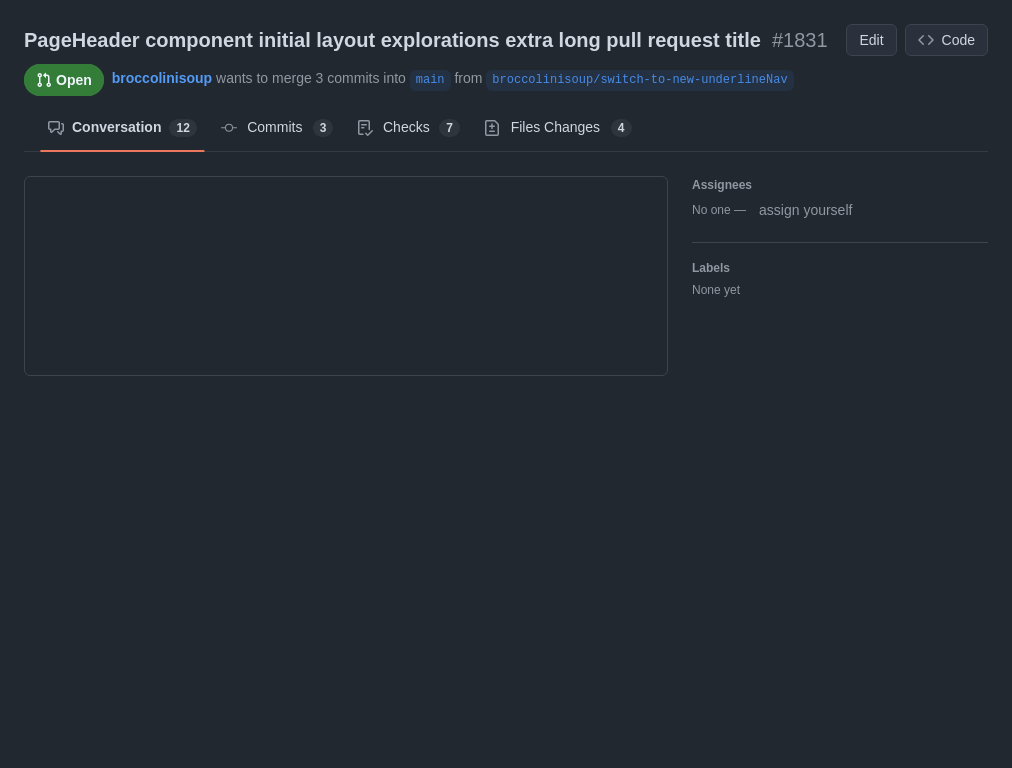 PageHeader component initial layout explorations extra long pull request title #1831 Edit Code
Open broccolinisoup wants to merge 3 commits into main from broccolinisoup/switch-to-new-underlineNav
Conversation 12 Commits 3 Checks 7 Files Changes 4
Assignees
No one — assign yourself
Labels
None yet